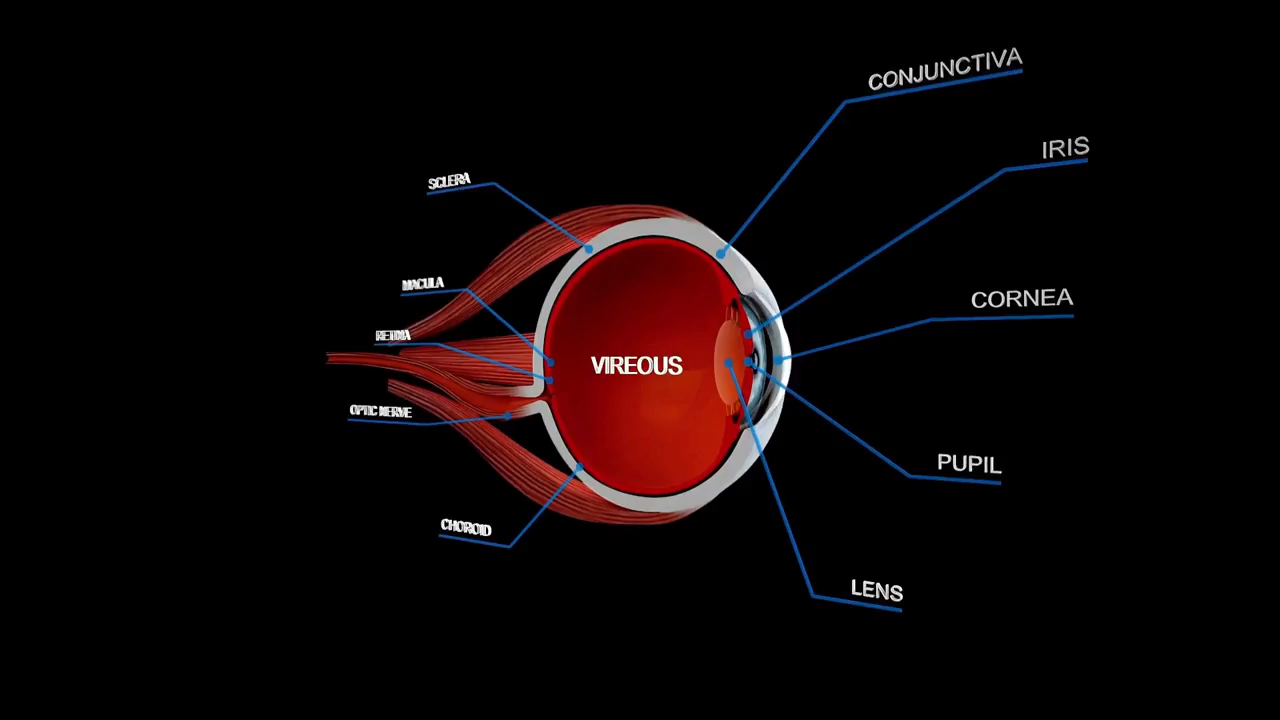 CONJUNCTIVA
IRIS
SCLERA
MACULA
CORNEA
RETINA
VIREOUS
OPTIC NERVE
PUPIL
CHOROID
LENS